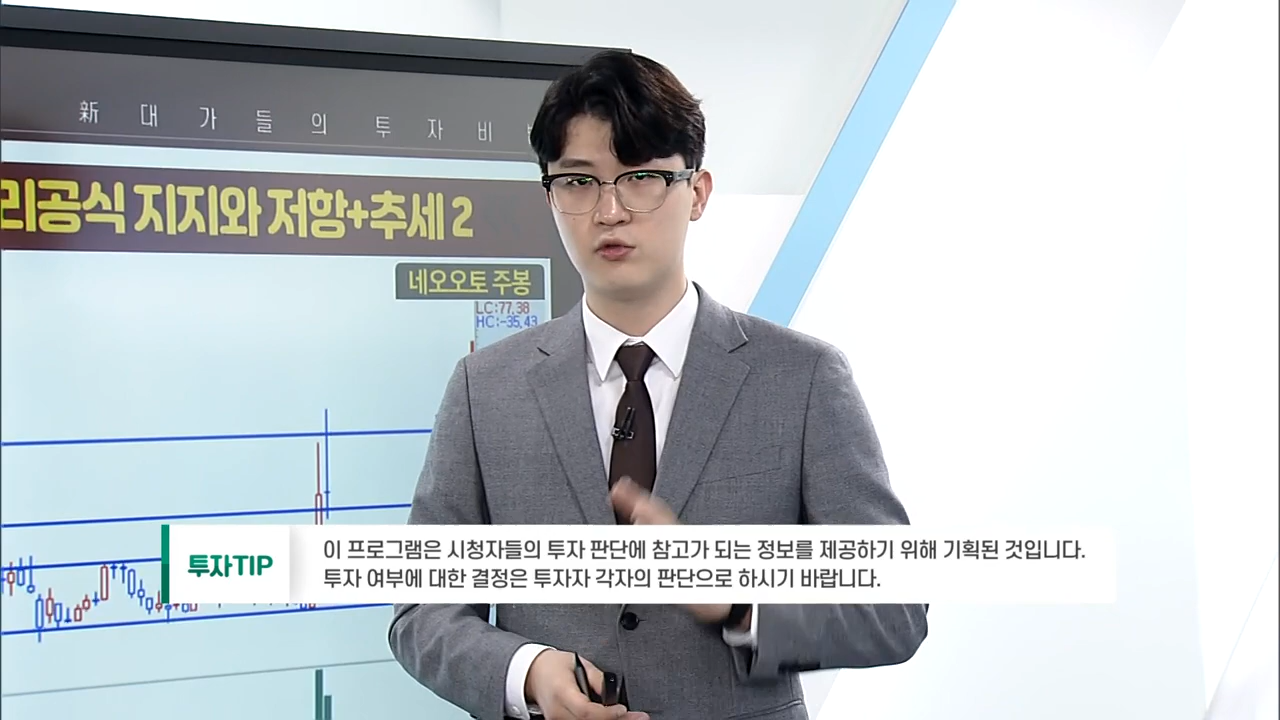 新 대 가 들 의 투 자 비
리공식 지지와 저항+추세 2
네오오토 주봉
LC:77.38
HC:-35.43
투자TIP
이 프로그램은 시청자들의 투자 판단에 참고가 되는 정보를 제공하기 위해 기획된 것입니다.
투자 여부에 대한 결정은 투자자 각자의 판단으로 하시기 바랍니다.